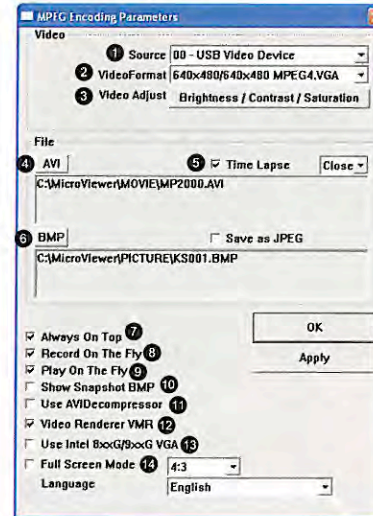 MPEG Encoding Parameters
Video
1 Source 00 - USB Video Device
2 VideoFormat 640x480/640x480 MPEG4.VGA
3 Video Adjust Brightness / Contrast / Saturation
File
4 AVI 5 Time Lapse Close
C:\MicroViewer\MOVIE\MP2000.AVI
6 BMP Save as JPEG
C:\MicroViewer\PICTURE\KS001.BMP
OK
Always On Top 7
Record On The Fly 8
Apply
Play On The Fly 9
Show Snapshot BMP 10
Use AVIDecompressor 11
Video Renderer VMR 12
Use Intel 8xxG/9xxG VGA 13
Full Screen Mode 14 4:3
Language English